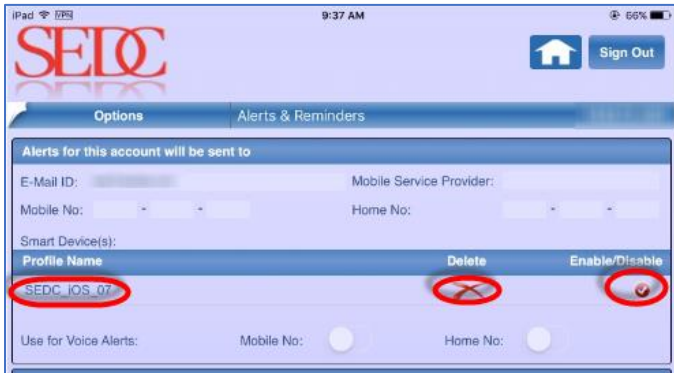 iPad VPN 9:37 AM 66%
SEDC
Sign Out
Options Alerts & Reminders
Alerts for this account will be sent to
E-Mail ID: Mobile Service Provider:
Mobile No: - - Home No: - -
Smart Device(s):
Profile Name Delete Enable/Disable
SEDC_iOS_07
Use for Voice Alerts: Mobile No: Home No: